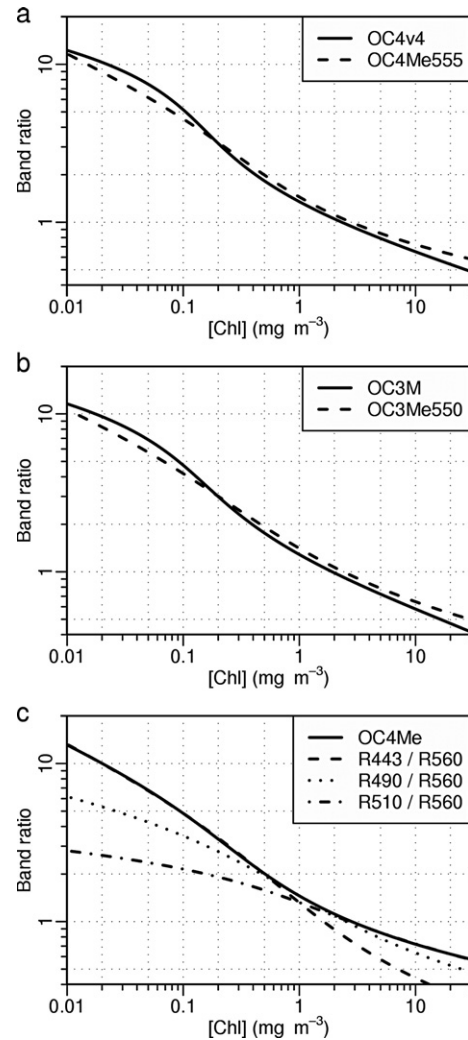 a
OC4v4
OC4Me555
10
1
Band ratio
0.01 0.1 1 10
[Chl] (mg m⁻³)
b
OC3M
OC3Me550
10
1
Band ratio
0.01 0.1 1 10
[Chl] (mg m⁻³)
c
OC4Me
R443 / R560
R490 / R560
R510 / R560
10
1
Band ratio
0.01 0.1 1 10
[Chl] (mg m⁻³)